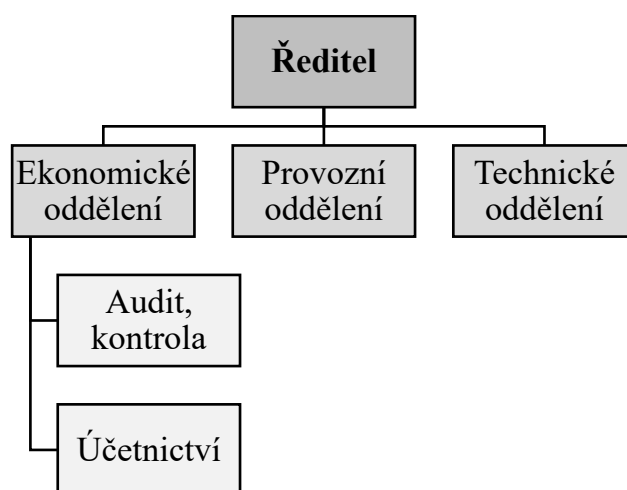 Ředitel
Ekonomické
oddělení
Provozní
oddělení
Technické
oddělení
Audit,
kontrola
Účetnictví